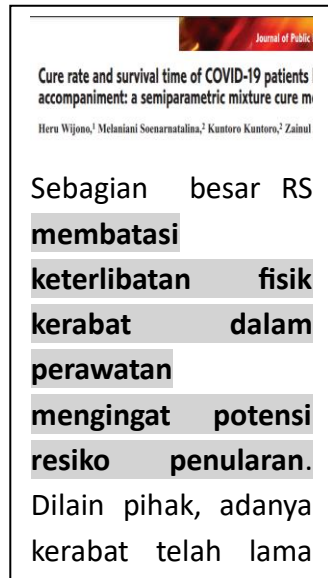 Journal of Public
Cure rate and survival time of COVID-19 patients
accompaniment: a semiparametric mixture cure
Heru Wijono,1 Melaniani Soenarnatalina,2 Kuntoro Kuntoro,2 Zainul
Sebagian besar RS
membatasi
keterlibatan fisik
kerabat dalam
perawatan
mengingat potensi
resiko penularan.
Dilain pihak, adanya
kerabat telah lama